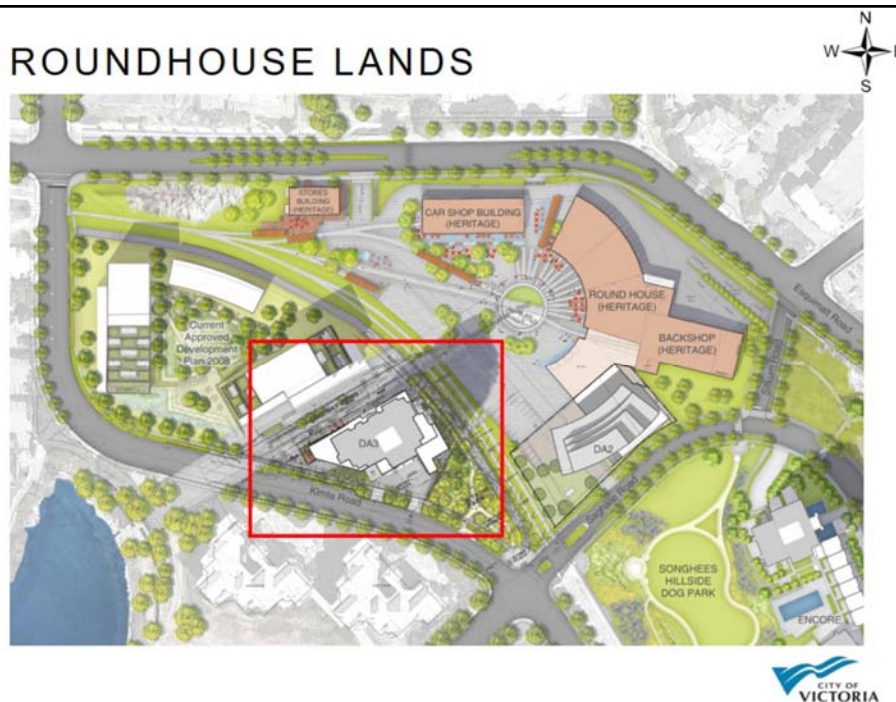 N
W
S
ROUNDHOUSE LANDS
STORES
BUILDING
(HERITAGE)
CAR SHOP BUILDING
(HERITAGE)
ROUND HOUSE
(HERITAGE)
BACKSHOP
(HERITAGE)
Esquimalt Road
Current
Approved
Development
Plan 2008
DA3
DA2
Kimta Road
SONGHEES
HILLSIDE
DOG PARK
ENCORE
CITY OF
VICTORIA